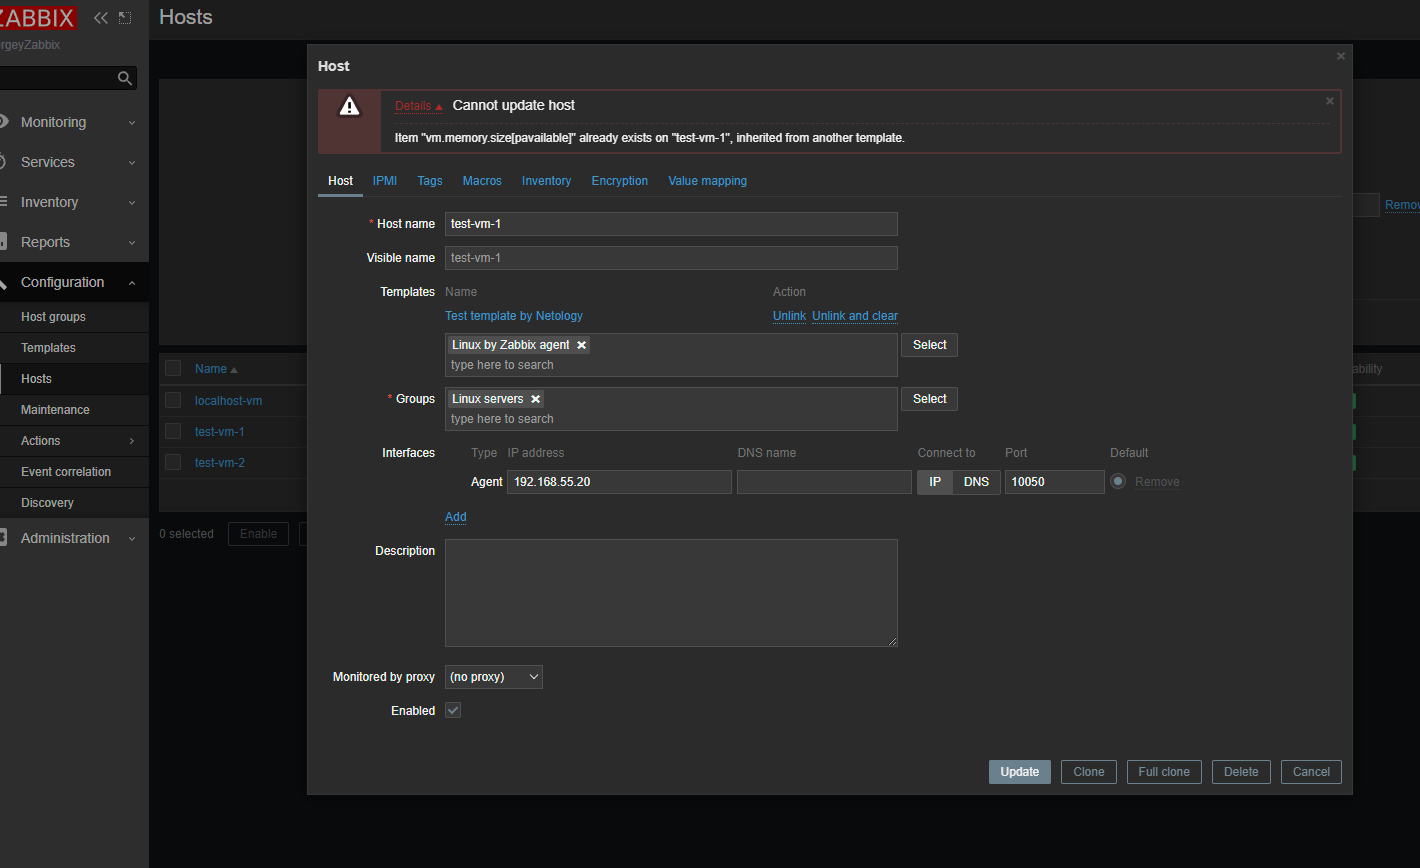 ZABBIX
Hosts
rgeyZabbix
Monitoring
Services
Inventory
Reports
Configuration
Host groups
Templates
Hosts
Maintenance
Actions
Event correlation
Discovery
Administration
Name
localhost-vm
test-vm-1
test-vm-2
0 selected
Enable
Remov
ability
Host
Details Cannot update host
Item "vm.memory.size[pavailable]" already exists on "test-vm-1", inherited from another template.
Host IPMI Tags Macros Inventory Encryption Value mapping
* Host name test-vm-1
Visible name test-vm-1
Templates Name Action
Test template by Netology Unlink Unlink and clear
Linux by Zabbix agent Select
type here to search
* Groups Linux servers Select
type here to search
Interfaces Type IP address DNS name Connect to Port Default
Agent 192.168.55.20 IP DNS 10050 Remove
Add
Description
Monitored by proxy (no proxy)
Enabled
Update Clone Full clone Delete Cancel